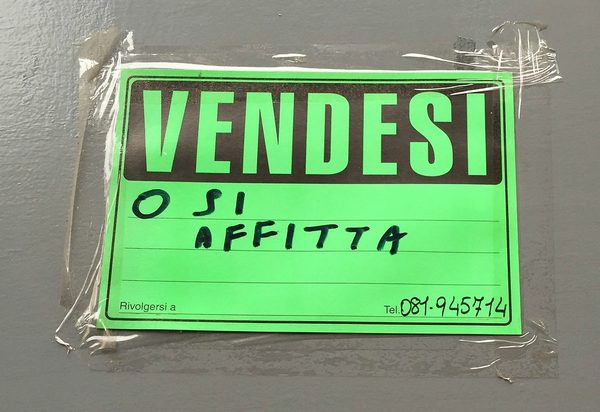 VENDESI
O SI
AFFITTA
Rivolgersi a
Tel. 081-945714